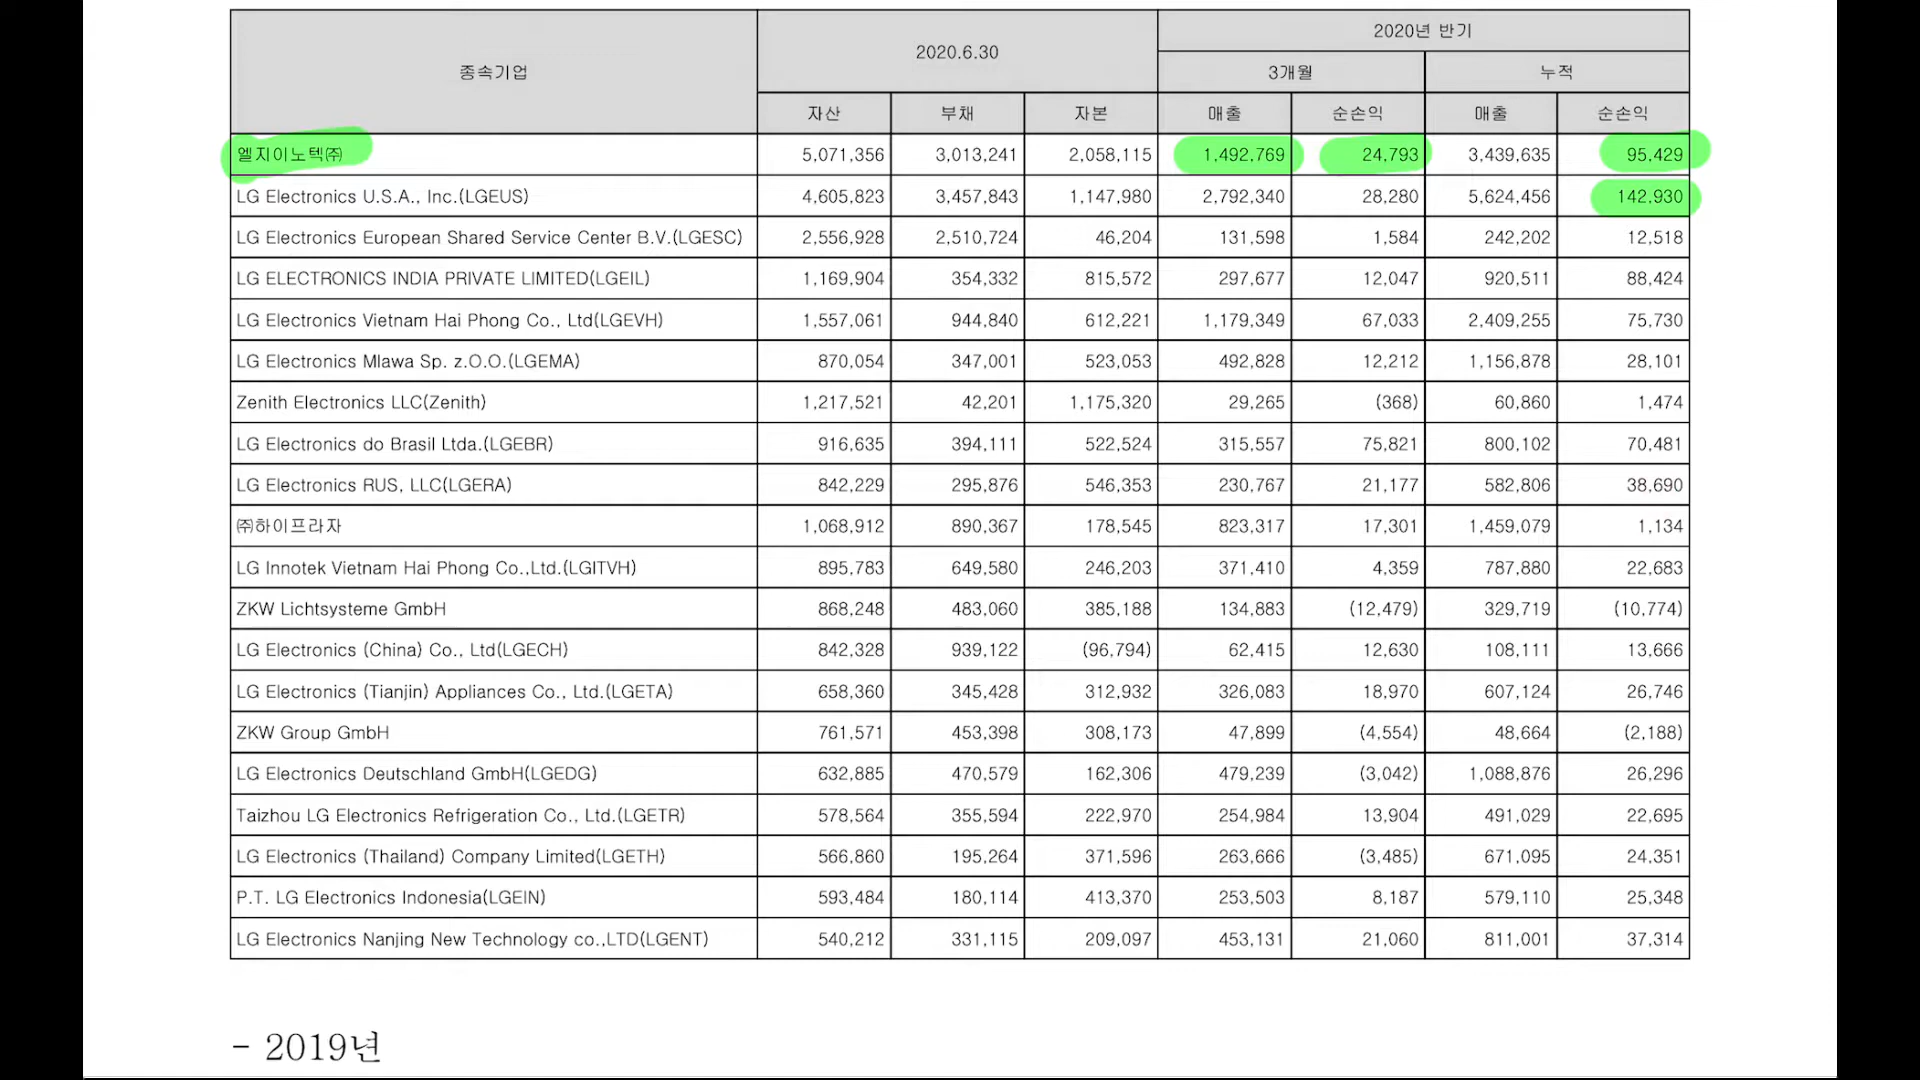 종속기업 2020.6.30 2020년 반기
3개월 누적
자산 부채 자본 매출 순손익 매출 순손익
엘지이노텍㈜ 5,071,356 3,013,241 2,058,115 1,492,769 24,793 3,439,635 95,429
LG Electronics U.S.A., Inc.(LGEUS) 4,605,823 3,457,843 1,147,980 2,792,340 28,280 5,624,456 142,930
LG Electronics European Shared Service Center B.V.(LGESC) 2,556,928 2,510,724 46,204 131,598 1,584 242,202 12,518
LG ELECTRONICS INDIA PRIVATE LIMITED(LGEIL) 1,169,904 354,332 815,572 297,677 12,047 920,511 88,424
LG Electronics Vietnam Hai Phong Co., Ltd(LGEVH) 1,557,061 944,840 612,221 1,179,349 67,033 2,409,255 75,730
LG Electronics Mlawa Sp. z.O.O.(LGEMA) 870,054 347,001 523,053 492,828 12,212 1,156,878 28,101
Zenith Electronics LLC(Zenith) 1,217,521 42,201 1,175,320 29,265 (368) 60,860 1,474
LG Electronics do Brasil Ltda.(LGEBR) 916,635 394,111 522,524 315,557 75,821 800,102 70,481
LG Electronics RUS, LLC(LGERA) 842,229 295,876 546,353 230,767 21,177 582,806 38,690
㈜하이프라자 1,068,912 890,367 178,545 823,317 17,301 1,459,079 1,134
LG Innotek Vietnam Hai Phong Co.,Ltd.(LGITVH) 895,783 649,580 246,203 371,410 4,359 787,880 22,683
ZKW Lichtsysteme GmbH 868,248 483,060 385,188 134,883 (12,479) 329,719 (10,774)
LG Electronics (China) Co., Ltd(LGECH) 842,328 939,122 (96,794) 62,415 12,630 108,111 13,666
LG Electronics (Tianjin) Appliances Co., Ltd.(LGETA) 658,360 345,428 312,932 326,083 18,970 607,124 26,746
ZKW Group GmbH 761,571 453,398 308,173 47,899 (4,554) 48,664 (2,188)
LG Electronics Deutschland GmbH(LGEDG) 632,885 470,579 162,306 479,239 (3,042) 1,088,876 26,296
Taizhou LG Electronics Refrigeration Co., Ltd.(LGETR) 578,564 355,594 222,970 254,984 13,904 491,029 22,695
LG Electronics (Thailand) Company Limited(LGETH) 566,860 195,264 371,596 263,666 (3,485) 671,095 24,351
P.T. LG Electronics Indonesia(LGEIN) 593,484 180,114 413,370 253,503 8,187 579,110 25,348
LG Electronics Nanjing New Technology co.,LTD(LGENT) 540,212 331,115 209,097 453,131 21,060 811,001 37,314
- 2019년